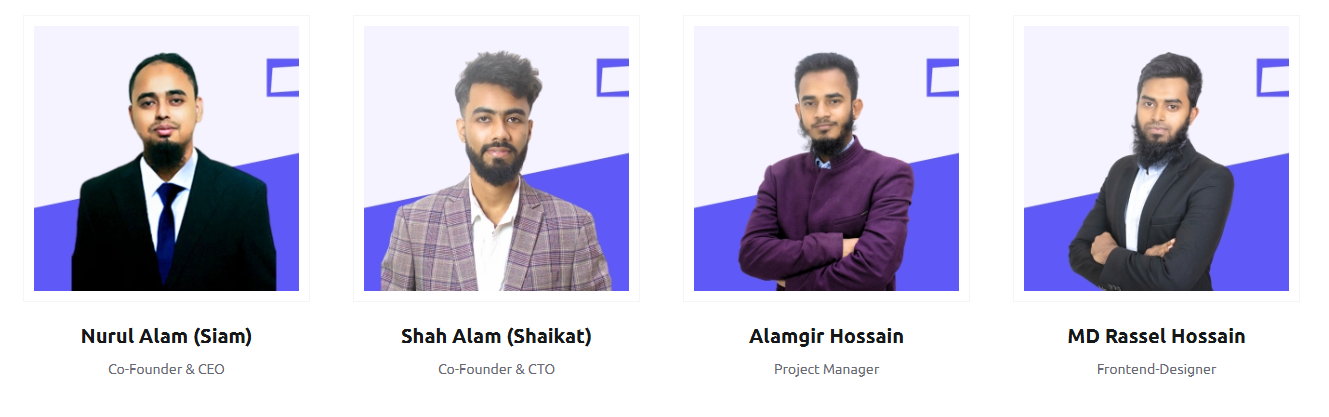 Nurul Alam (Siam)
Co-Founder & CEO
Shah Alam (Shaikat)
Co-Founder & CTO
Alamgir Hossain
Project Manager
MD Rassel Hossain
Frontend-Designer